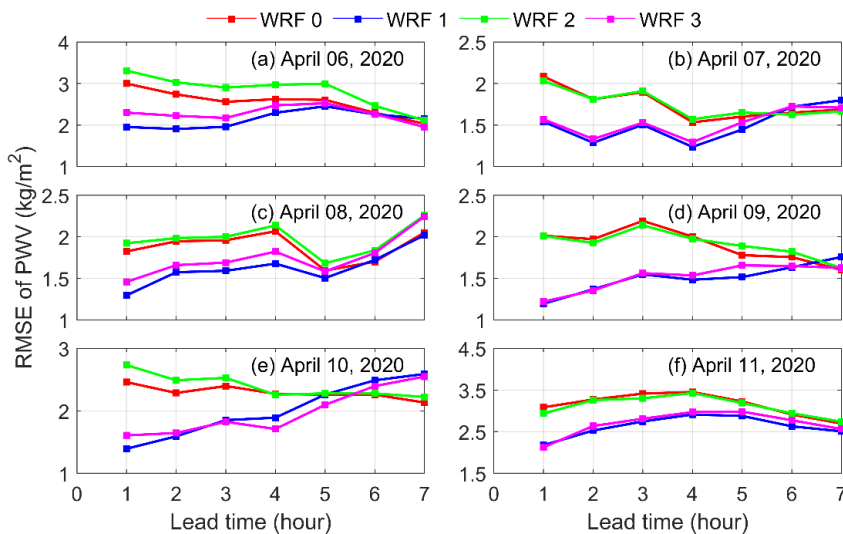 WRF 0 WRF 1 WRF 2 WRF 3
(a) April 06, 2020
4
3
2
1
(b) April 07, 2020
2.5
2
1.5
1
(c) April 08, 2020
2.5
2
1.5
1
(d) April 09, 2020
2.5
2
1.5
1
(e) April 10, 2020
3
2
1
0 1 2 3 4 5 6 7
Lead time (hour)
(f) April 11, 2020
4.5
3.5
2.5
1.5
0 1 2 3 4 5 6 7
Lead time (hour)
RMSE of PWV (kg/m²)